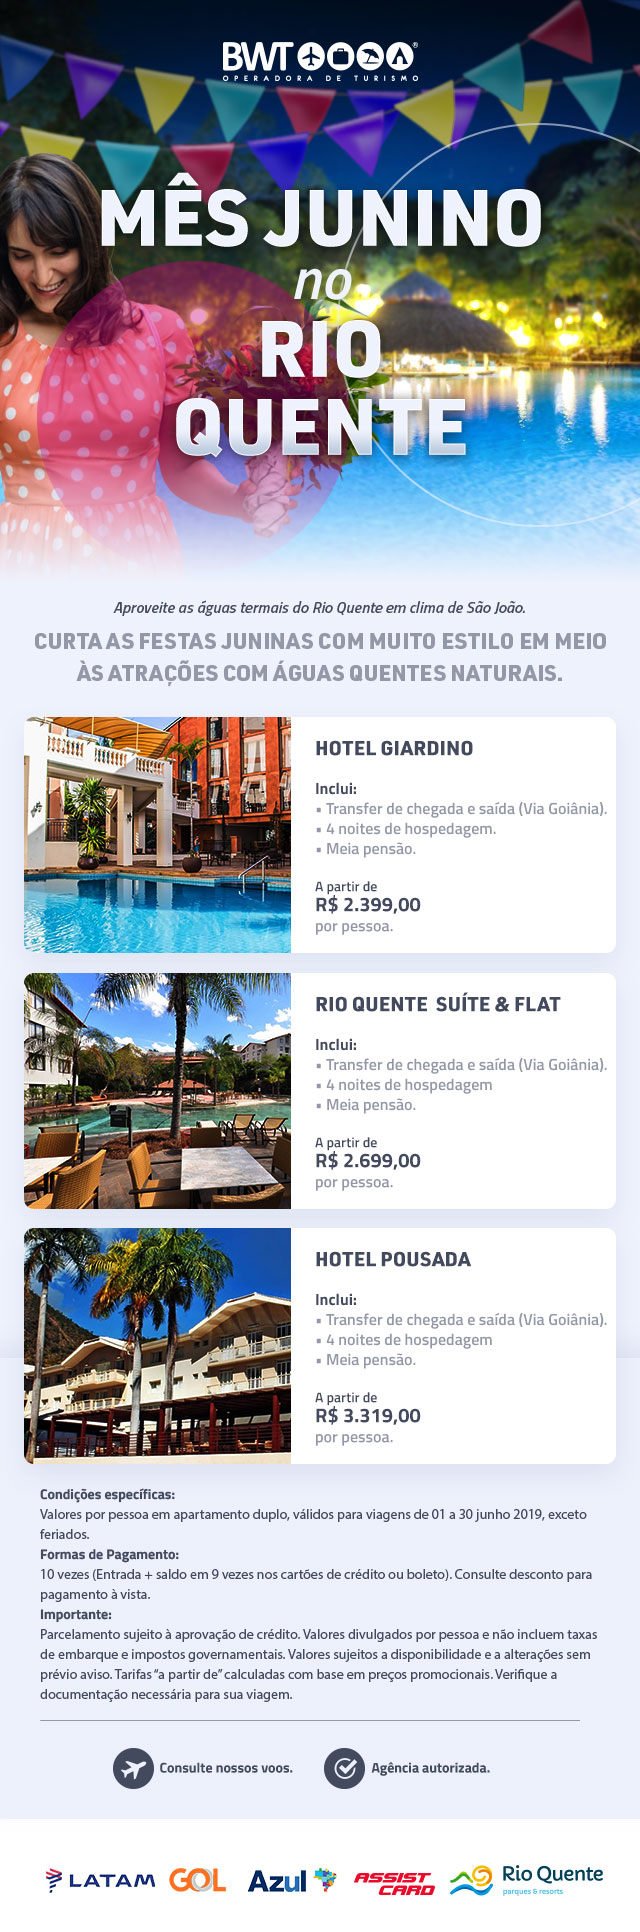 BWT®
OPERADORA DE TURISMO
MÊS JUNINO
no
RIO
QUENTE
Aproveite as águas termais do Rio Quente em clima de São João.
CURTA AS FESTAS JUNINAS COM MUITO ESTILO EM MEIO
ÀS ATRAÇÕES COM ÁGUAS QUENTES NATURAIS.
HOTEL GIARDINO
Inclui:
▪ Transfer de chegada e saída (Via Goiânia).
▪ 4 noites de hospedagem.
▪ Meia pensão.
A partir de
R$ 2.399,00
por pessoa.
RIO QUENTE SUÍTE & FLAT
Inclui:
▪ Transfer de chegada e saída (Via Goiânia).
▪ 4 noites de hospedagem
▪ Meia pensão.
A partir de
R$ 2.699,00
por pessoa.
HOTEL POUSADA
Inclui:
▪ Transfer de chegada e saída (Via Goiânia).
▪ 4 noites de hospedagem
▪ Meia pensão.
A partir de
R$ 3.319,00
por pessoa.
Condições específicas:
Valores por pessoa em apartamento duplo, válidos para viagens de 01 a 30 junho 2019, exceto
feriados.
Formas de Pagamento:
10 vezes (Entrada + saldo em 9 vezes nos cartões de crédito ou boleto). Consulte desconto para
pagamento à vista.
Importante:
Parcelamento sujeito à aprovação de crédito. Valores divulgados por pessoa e não incluem taxas
de embarque e impostos governamentais. Valores sujeitos a disponibilidade e a alterações sem
prévio aviso. Tarifas “a partir de” calculadas com base em preços promocionais. Verifique a
documentação necessária para sua viagem.
Consulte nossos voos. Agência autorizada.
LATAM GOL Azul ASSIST CARD Rio Quente
parques & resorts